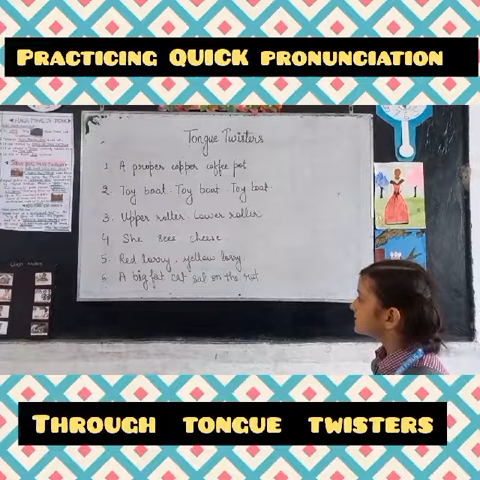 PRACTICING QUICK PRONUNCIATION
Tongue Twisters
1. A proper copper coffee pot
2. Toy boat. Toy boat Toy boat.
3. Upper roller. Lower roller
4 She sees cheese.
5. Red lorry, yellow lorry.
6. A big fat cat sat on the mat
THROUGH TONGUE TWISTERS